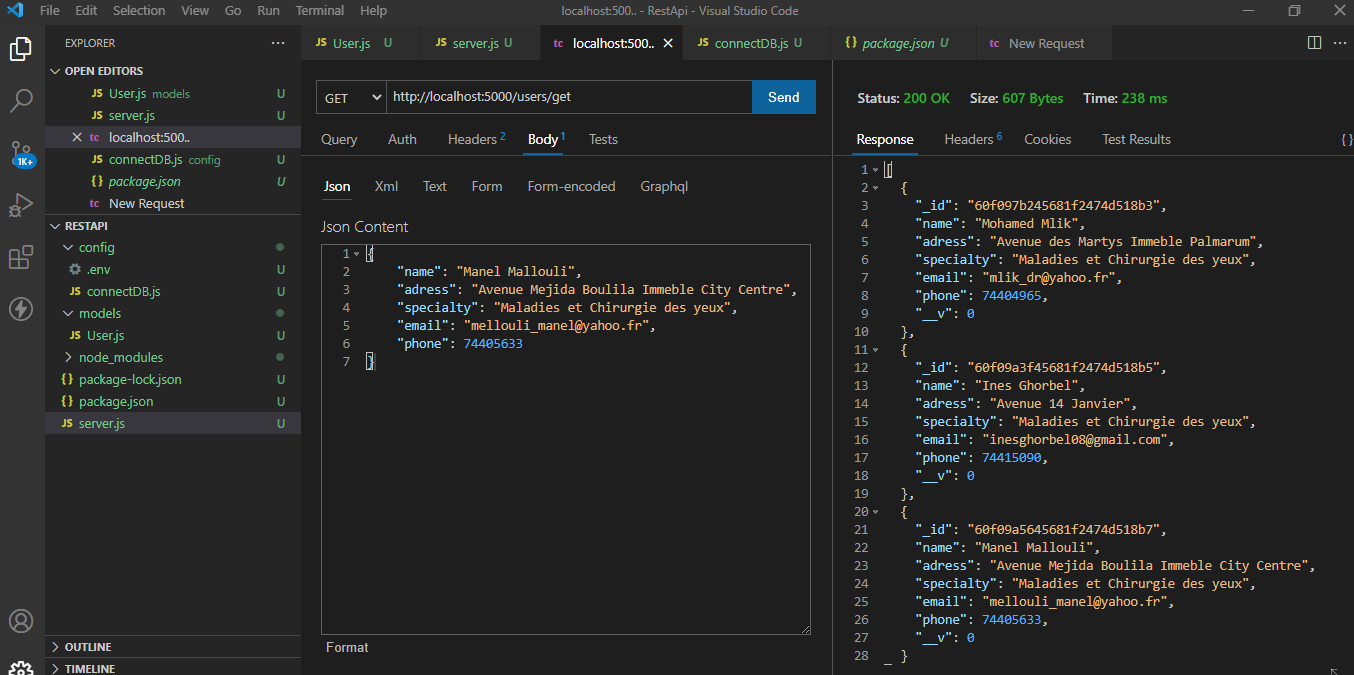 File Edit Selection View Go Run Terminal Help localhost:500.. - RestApi - Visual Studio Code
EXPLORER
OPEN EDITORS
JS User.js models U
JS server.js U
tc localhost:500..
JS connectDB.js config U
{} package.json U
tc New Request
1K+
RESTAPI
config
.env U
JS connectDB.js U
models
JS User.js U
node_modules
{} package-lock.json U
{} package.json U
JS server.js U
OUTLINE
TIMELINE
JS User.js U JS server.js U tc localhost:500.. JS connectDB.js U {} package.json U tc New Request
GET http://localhost:5000/users/get Send
Query Auth Headers 2 Body 1 Tests
Json Xml Text Form Form-encoded Graphql
Json Content
1 {
2 "name": "Manel Mallouli",
3 "adress": "Avenue Mejida Boulila Immeble City Centre",
4 "specialty": "Maladies et Chirurgie des yeux",
5 "email": "mellouli_manel@yahoo.fr",
6 "phone": 74405633
7 }
Format
Status: 200 OK Size: 607 Bytes Time: 238 ms
Response Headers 6 Cookies Test Results {}
1 [
2 {
3 "_id": "60f097b245681f2474d518b3",
4 "name": "Mohamed Mlik",
5 "adress": "Avenue des Martys Immeble Palmarum",
6 "specialty": "Maladies et Chirurgie des yeux",
7 "email": "mlik_dr@yahoo.fr",
8 "phone": 74404965,
9 "__v": 0
10 },
11 {
12 "_id": "60f09a3f45681f2474d518b5",
13 "name": "Ines Ghorbel",
14 "adress": "Avenue 14 Janvier",
15 "specialty": "Maladies et Chirurgie des yeux",
16 "email": "inesghorbel08@gmail.com",
17 "phone": 74415090,
18 "__v": 0
19 },
20 {
21 "_id": "60f09a5645681f2474d518b7",
22 "name": "Manel Mallouli",
23 "adress": "Avenue Mejida Boulila Immeble City Centre",
24 "specialty": "Maladies et Chirurgie des yeux",
25 "email": "mellouli_manel@yahoo.fr",
26 "phone": 74405633,
27 "__v": 0
28 }